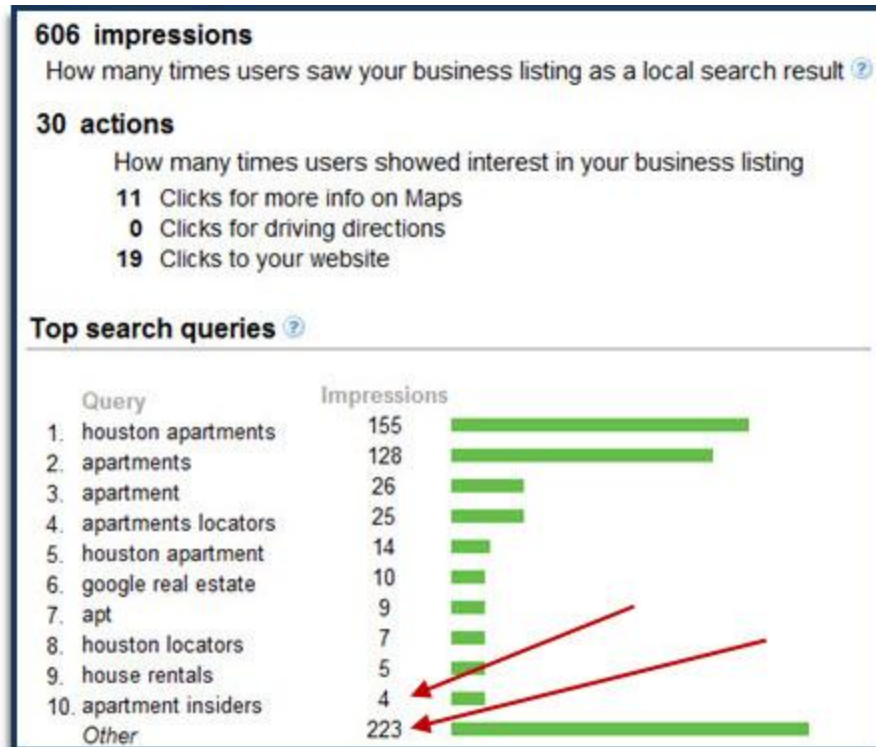 606 impressions
How many times users saw your business listing as a local search result ?
30 actions
How many times users showed interest in your business listing
11 Clicks for more info on Maps
0 Clicks for driving directions
19 Clicks to your website
Top search queries ?
Query Impressions
1. houston apartments 155
2. apartments 128
3. apartment 26
4. apartments locators 25
5. houston apartment 14
6. google real estate 10
7. apt 9
8. houston locators 7
9. house rentals 5
10. apartment insiders 4
Other 223